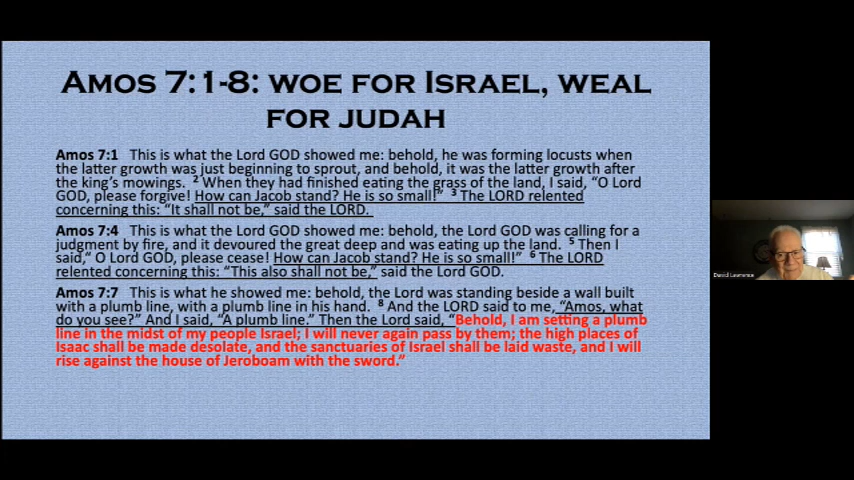 AMOS 7:1-8: WOE FOR ISRAEL, WEAL
FOR JUDAH
Amos 7:1 This is what the Lord GOD showed me: behold, he was forming locusts when
the latter growth was just beginning to sprout, and behold, it was the latter growth after
the king's mowings. 2 When they had finished eating the grass of the land, I said, "O Lord
GOD, please forgive! How can Jacob stand? He is so small!" 3 The LORD relented
concerning this: "It shall not be," said the LORD.
Amos 7:4 This is what the Lord GOD showed me: behold, the Lord GOD was calling for a
judgment by fire, and it devoured the great deep and was eating up the land. 5 Then I
said," O Lord GOD, please cease! How can Jacob stand? He is so small!" 6 The LORD
relented concerning this: "This also shall not be," said the Lord GOD.
Amos 7:7 This is what he showed me: behold, the Lord was standing beside a wall built
with a plumb line, with a plumb line in his hand. 8 And the LORD said to me, "Amos, what
do you see?" And I said, "A plumb line." Then the Lord said, "Behold, I am setting a plumb
line in the midst of my people Israel; I will never again pass by them; the high places of
Isaac shall be made desolate, and the sanctuaries of Israel shall be laid waste, and I will
rise against the house of Jeroboam with the sword."
David Lawrence